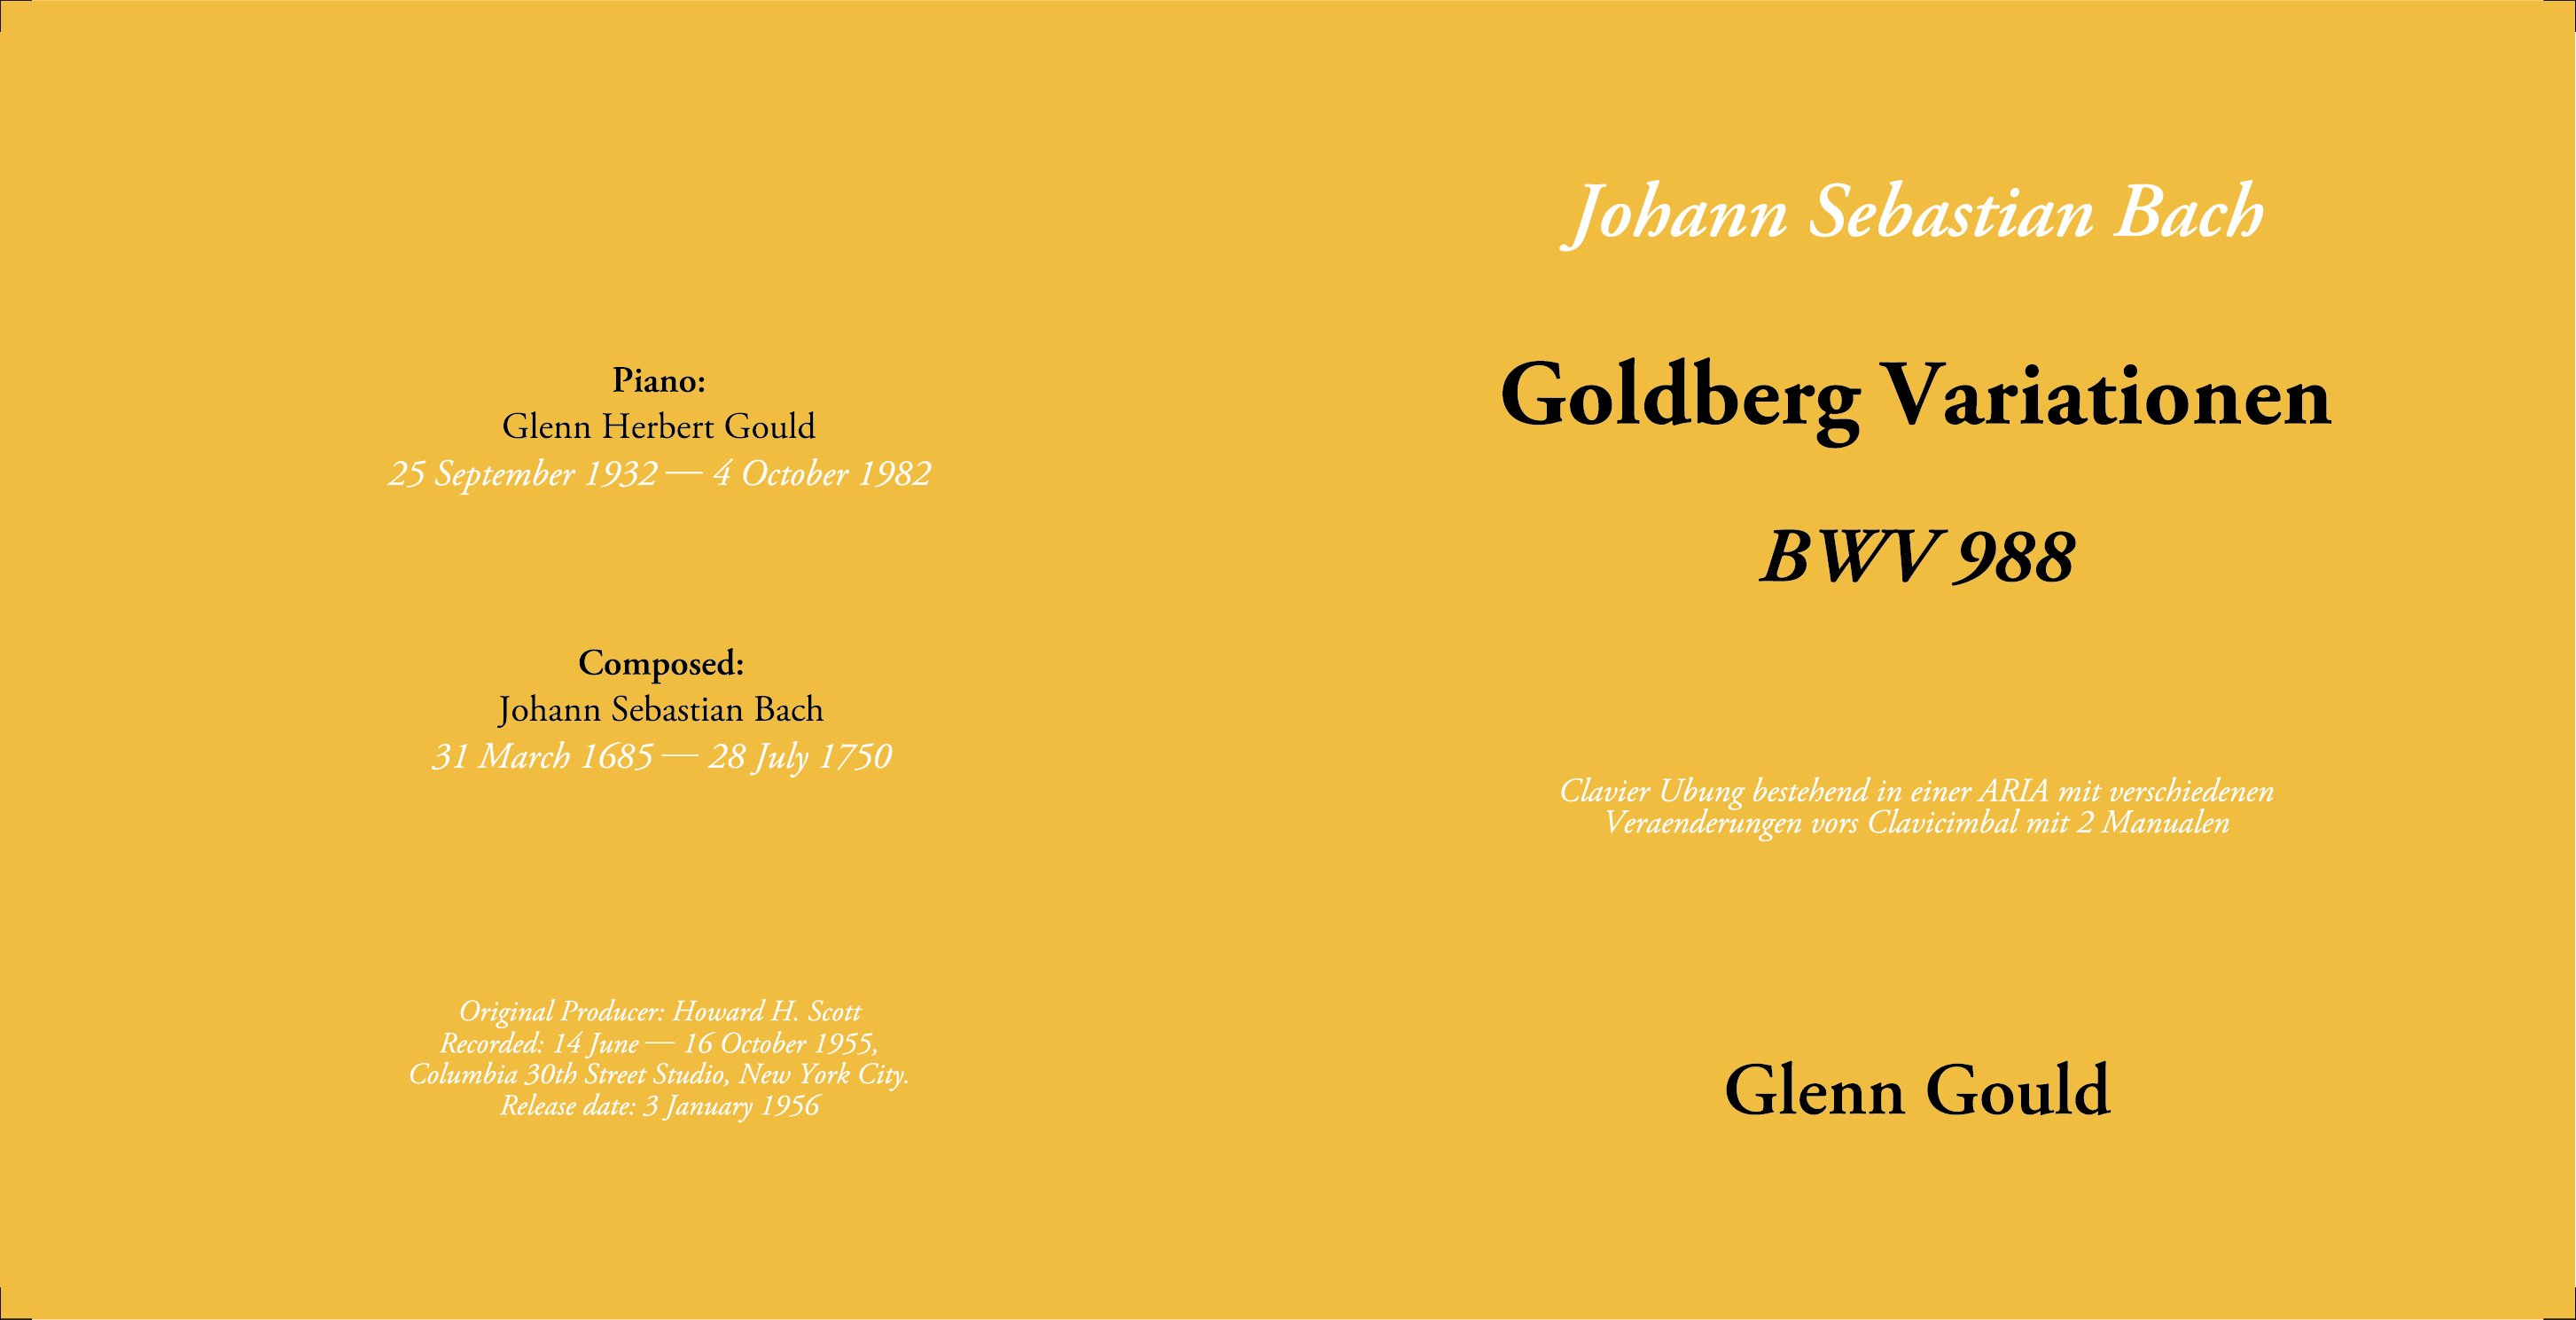 Piano:
Glenn Herbert Gould
25 September 1932 — 4 October 1982
Composed:
Johann Sebastian Bach
31 March 1685 — 28 July 1750
Original Producer: Howard H. Scott
Recorded: 14 June — 16 October 1955,
Columbia 30th Street Studio, New York City.
Release date: 3 January 1956
Johann Sebastian Bach
Goldberg Variationen
BWV 988
Clavier Ubung bestehend in einer ARIA mit verschiedenen
Veraenderungen vors Clavicimbal mit 2 Manualen
Glenn Gould